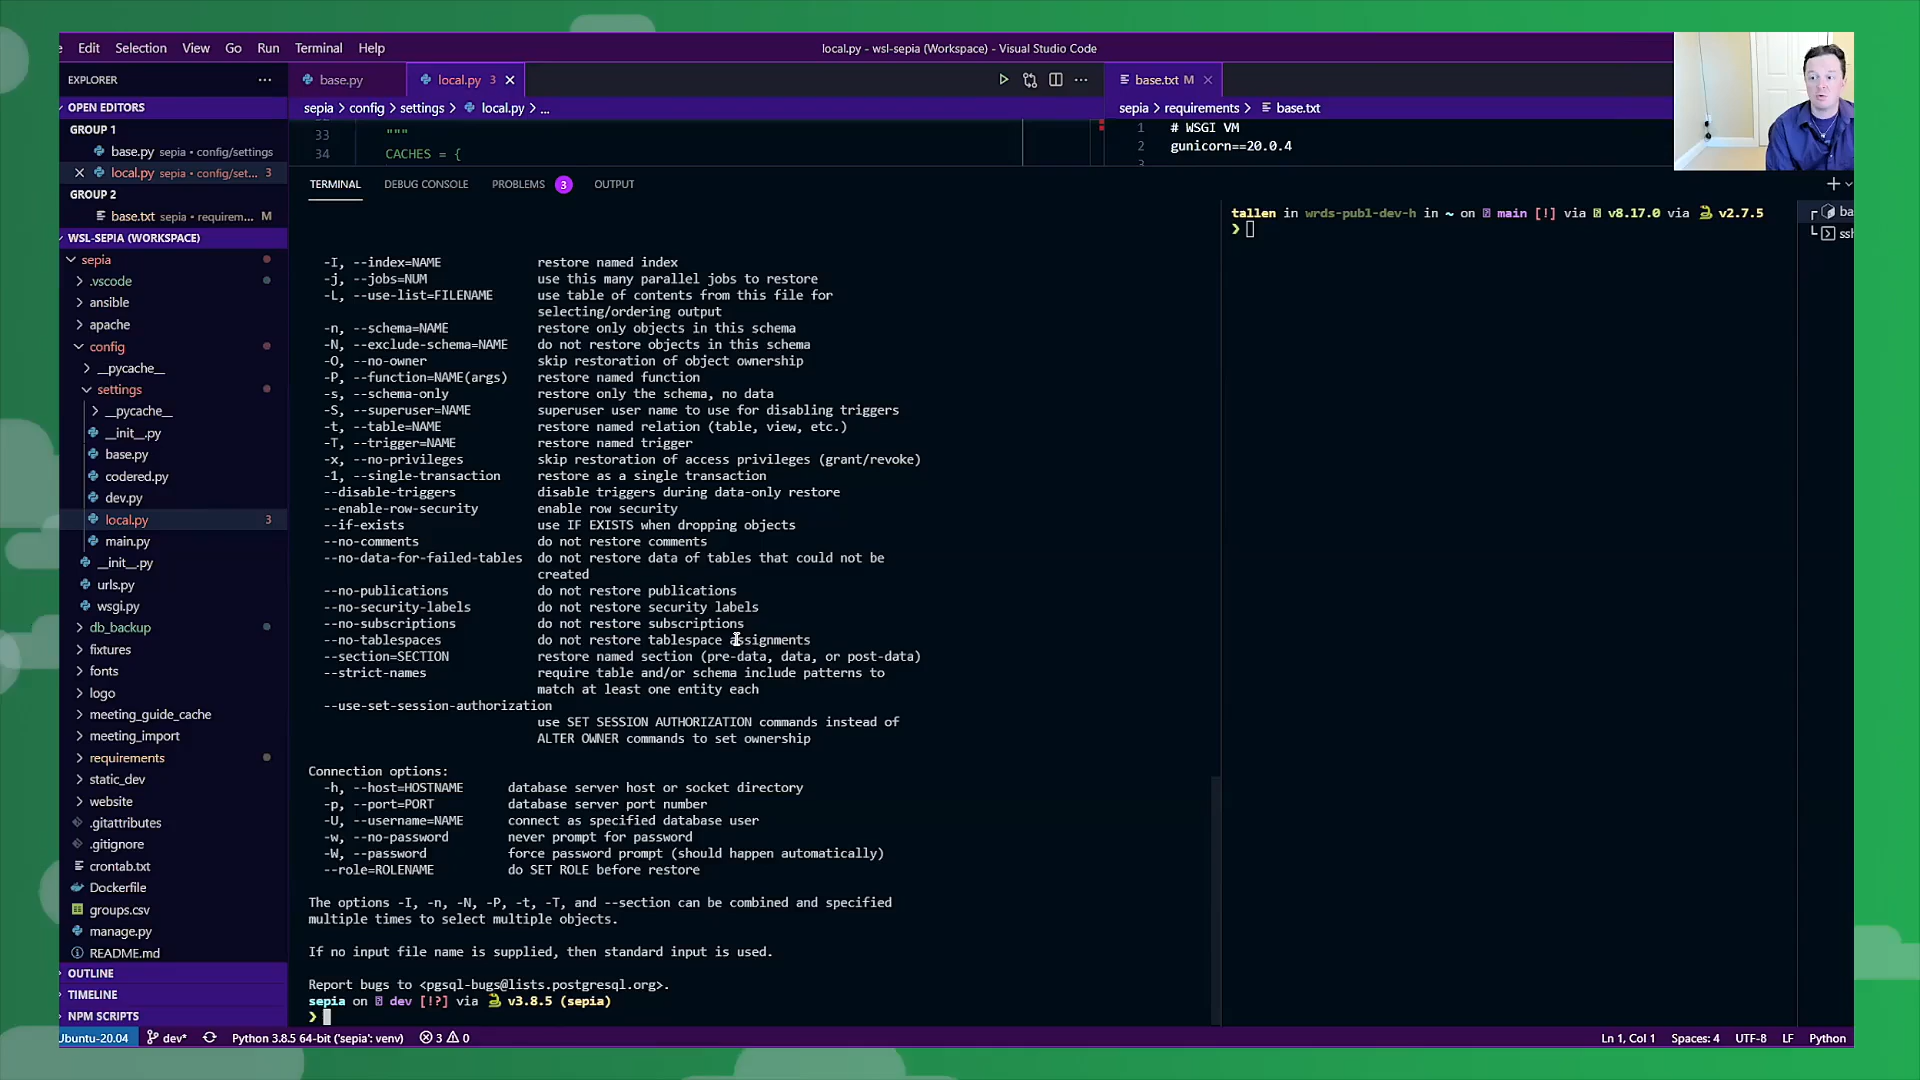 Edit Selection View Go Run Terminal Help
local.py - wsl-sepia (Workspace) - Visual Studio Code
EXPLORER
OPEN EDITORS
GROUP 1
base.py sepia • config/settings
local.py sepia • config/set... 3
GROUP 2
base.txt sepia • requirem... M
WSL-SEPIA (WORKSPACE)
sepia
.vscode
ansible
apache
config
__pycache__
settings
__pycache__
__init__.py
base.py
codered.py
dev.py
local.py 3
main.py
__init__.py
urls.py
wsgi.py
db_backup
fixtures
fonts
logo
meeting_guide_cache
meeting_import
requirements
static_dev
website
.gitattributes
.gitignore
crontab.txt
Dockerfile
groups.csv
manage.py
README.md
OUTLINE
TIMELINE
NPM SCRIPTS
base.py
local.py 3
sepia > config > settings > local.py > ...
33 """
34 CACHES = {
base.txt M
sepia > requirements > base.txt
1 # WSGI VM
2 gunicorn==20.0.4
3
TERMINAL DEBUG CONSOLE PROBLEMS 3 OUTPUT
-I, --index=NAME restore named index
-j, --jobs=NUM use this many parallel jobs to restore
-L, --use-list=FILENAME use table of contents from this file for
selecting/ordering output
-n, --schema=NAME restore only objects in this schema
-N, --exclude-schema=NAME do not restore objects in this schema
-O, --no-owner skip restoration of object ownership
-P, --function=NAME(args) restore named function
-s, --schema-only restore only the schema, no data
-S, --superuser=NAME superuser user name to use for disabling triggers
-t, --table=NAME restore named relation (table, view, etc.)
-T, --trigger=NAME restore named trigger
-x, --no-privileges skip restoration of access privileges (grant/revoke)
-1, --single-transaction restore as a single transaction
--disable-triggers disable triggers during data-only restore
--enable-row-security enable row security
--if-exists use IF EXISTS when dropping objects
--no-comments do not restore comments
--no-data-for-failed-tables do not restore data of tables that could not be
created
--no-publications do not restore publications
--no-security-labels do not restore security labels
--no-subscriptions do not restore subscriptions
--no-tablespaces do not restore tablespace assignments
--section=SECTION restore named section (pre-data, data, or post-data)
--strict-names require table and/or schema include patterns to
match at least one entity each
--use-set-session-authorization
use SET SESSION AUTHORIZATION commands instead of
ALTER OWNER commands to set ownership
Connection options:
-h, --host=HOSTNAME database server host or socket directory
-p, --port=PORT database server port number
-U, --username=NAME connect as specified database user
-w, --no-password never prompt for password
-W, --password force password prompt (should happen automatically)
--role=ROLENAME do SET ROLE before restore
The options -I, -n, -N, -P, -t, -T, and --section can be combined and specified
multiple times to select multiple objects.
If no input file name is supplied, then standard input is used.
Report bugs to <pgsql-bugs@lists.postgresql.org>.
sepia on dev [!?] via v3.8.5 (sepia)
❯
tallen in wrds-pub1-dev-h in ~ on main [!] via v8.17.0 via v2.7.5
❯
ba
ssh
Ubuntu-20.04 dev* Python 3.8.5 64-bit ('sepia': venv) 3 0 Ln 1, Col 1 Spaces: 4 UTF-8 LF Python